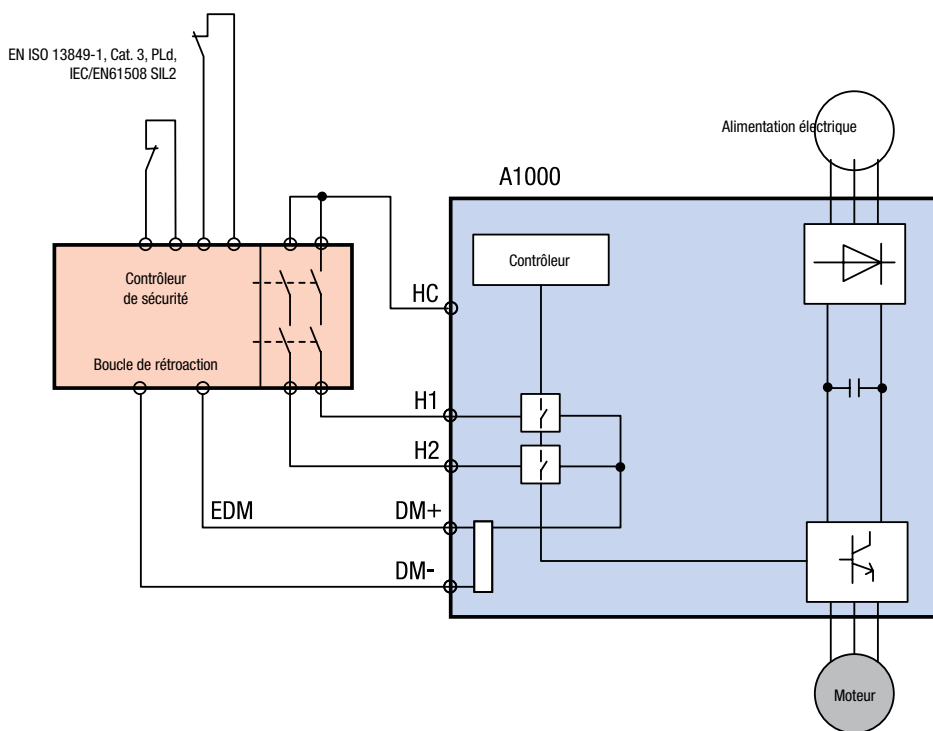 EN ISO 13849-1, Cat. 3, PLd,
IEC/EN61508 SIL2
Alimentation électrique
A1000
Contrôleur
de sécurité
Contrôleur
HC
Boucle de rétroaction
H1
H2
EDM
DM+
DM-
Moteur